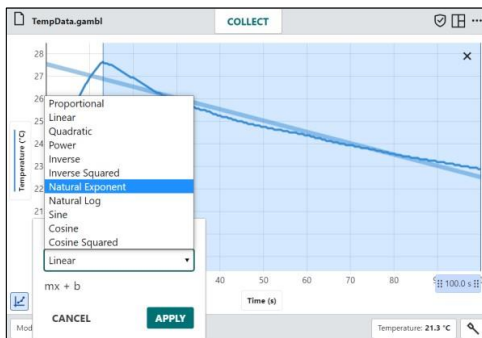 TempData.gambl
COLLECT
28
27
26
25
24
23
22
21
Temperature (°C)
Proportional
Linear
Quadratic
Power
Inverse
Inverse Squared
Natural Exponent
Natural Log
Sine
Cosine
Cosine Squared
Linear
mx + b
CANCEL
APPLY
40 50 60 70 80
100.0 s
Time (s)
Mod
Temperature: 21.3 °C